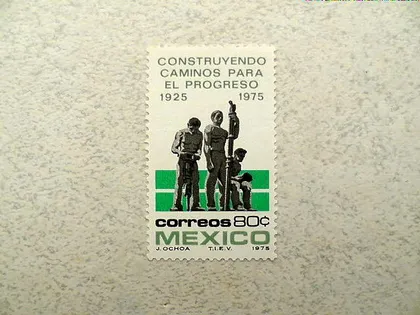 CONSTRUYENDO
CAMINOS PARA
EL PROGRESO
1925 1975
correos 80¢
MEXICO
J. OCHOA T.I.E.V. 1975